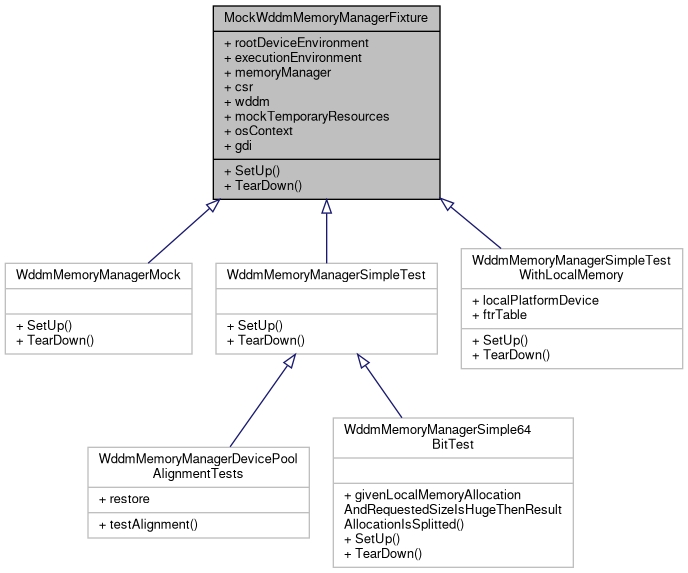 MockWddmMemoryManagerFixture
+ rootDeviceEnvironment
+ executionEnvironment
+ memoryManager
+ csr
+ wddm
+ mockTemporaryResources
+ osContext
+ gdi
+ SetUp()
+ TearDown()
WddmMemoryManagerMock
+ SetUp()
+ TearDown()
WddmMemoryManagerSimpleTest
+ SetUp()
+ TearDown()
WddmMemoryManagerSimpleTest
WithLocalMemory
+ localPlatformDevice
+ ftrTable
+ SetUp()
+ TearDown()
WddmMemoryManagerDevicePool
AlignmentTests
+ restore
+ testAlignment()
WddmMemoryManagerSimple64
BitTest
+ givenLocalMemoryAllocation
AndRequestedSizeIsHugeThenResult
AllocationIsSplitted()
+ SetUp()
+ TearDown()